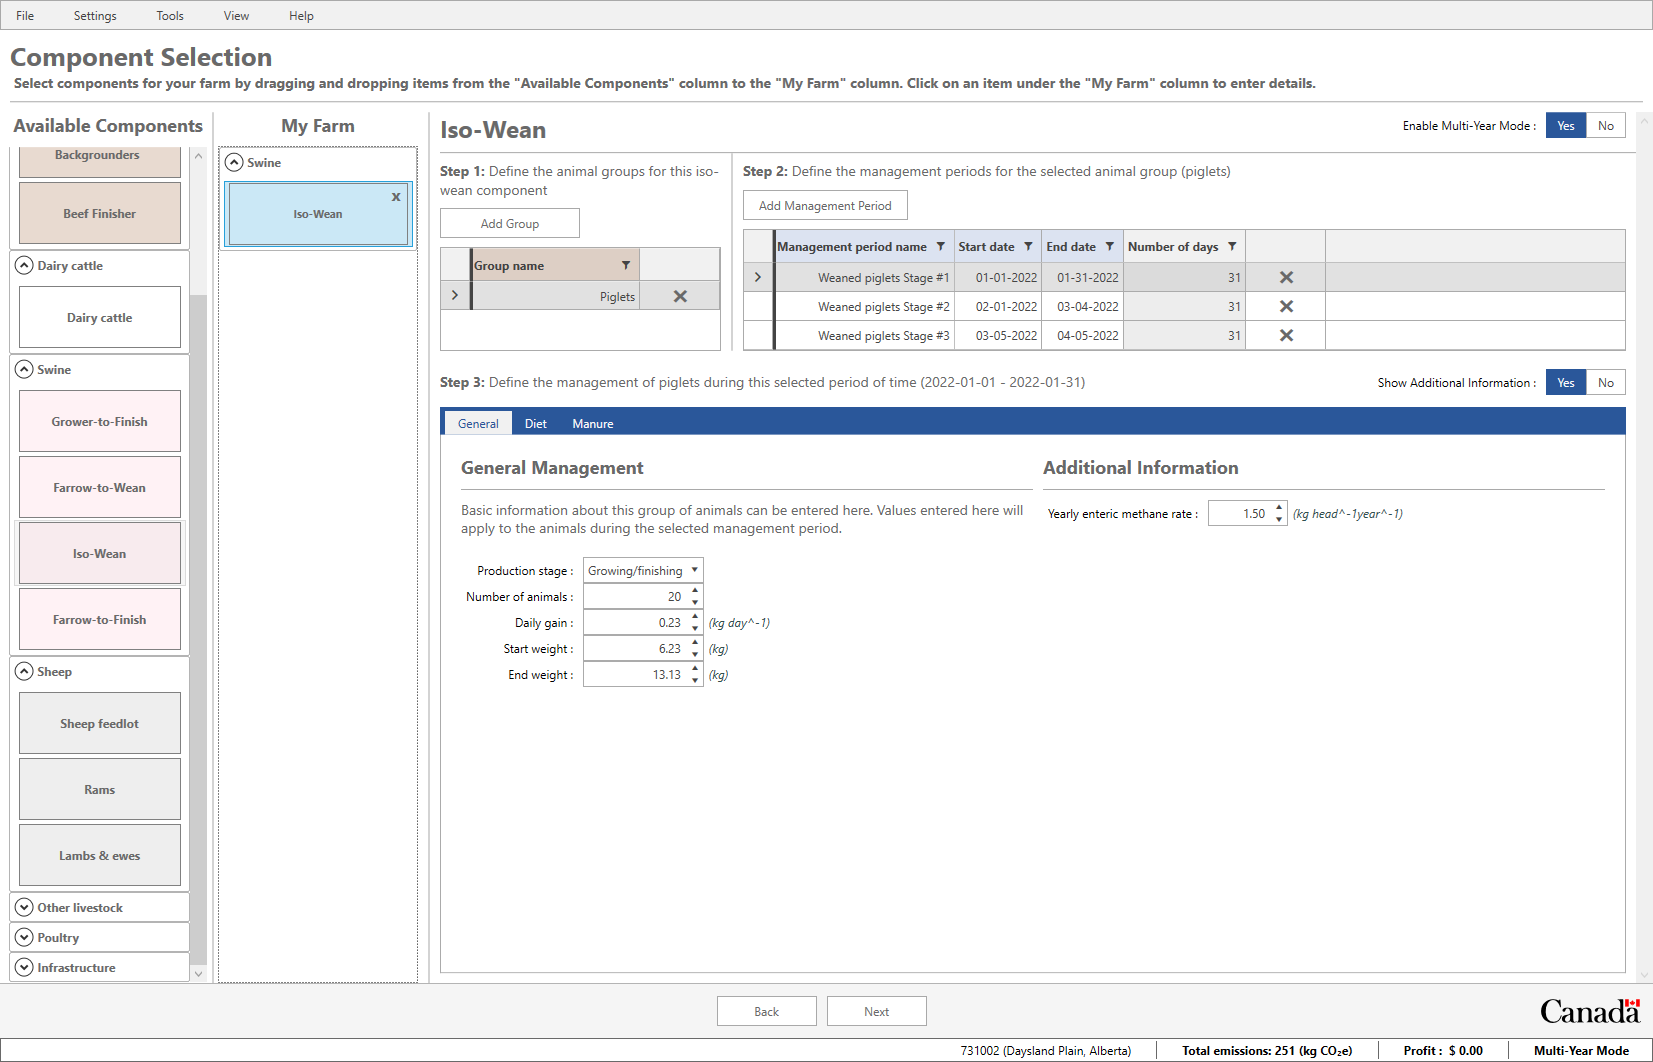 File Settings Tools View Help
Component Selection
Select components for your farm by dragging and dropping items from the "Available Components" column to the "My Farm" column. Click on an item under the "My Farm" column to enter details.
Available Components
Backgrounders
Beef Finisher
Dairy cattle
Dairy cattle
Swine
Grower-to-Finish
Farrow-to-Wean
Iso-Wean
Farrow-to-Finish
Sheep
Sheep feedlot
Rams
Lambs & ewes
Other livestock
Poultry
Infrastructure
My Farm
Swine
x
Iso-Wean
Iso-Wean
Enable Multi-Year Mode : Yes No
Step 1: Define the animal groups for this iso-
wean component
Add Group
Group name
Piglets
Step 2: Define the management periods for the selected animal group (piglets)
Add Management Period
Management period name Start date End date Number of days
Weaned piglets Stage #1 01-01-2022 01-31-2022 31
Weaned piglets Stage #2 02-01-2022 03-04-2022 31
Weaned piglets Stage #3 03-05-2022 04-05-2022 31
Step 3: Define the management of piglets during this selected period of time (2022-01-01 - 2022-01-31)
Show Additional Information : Yes No
General Diet Manure
General Management
Basic information about this group of animals can be entered here. Values entered here will
apply to the animals during the selected management period.
Production stage : Growing/finishing
Number of animals : 20
Daily gain : 0.23 (kg day^-1)
Start weight : 6.23 (kg)
End weight : 13.13 (kg)
Additional Information
Yearly enteric methane rate : 1.50 (kg head^-1year^-1)
Back Next
Canada
731002 (Daysland Plain, Alberta) Total emissions: 251 (kg CO₂e) Profit : $ 0.00 Multi-Year Mode